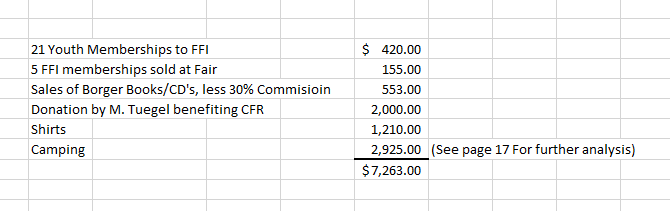 21 Youth Memberships to FFI $ 420.00
5 FFI memberships sold at Fair 155.00
Sales of Borger Books/CD's, less 30% Commisioin 553.00
Donation by M. Tuegel benefiting CFR 2,000.00
Shirts 1,210.00
Camping 2,925.00 (See page 17 For further analysis)
$7,263.00